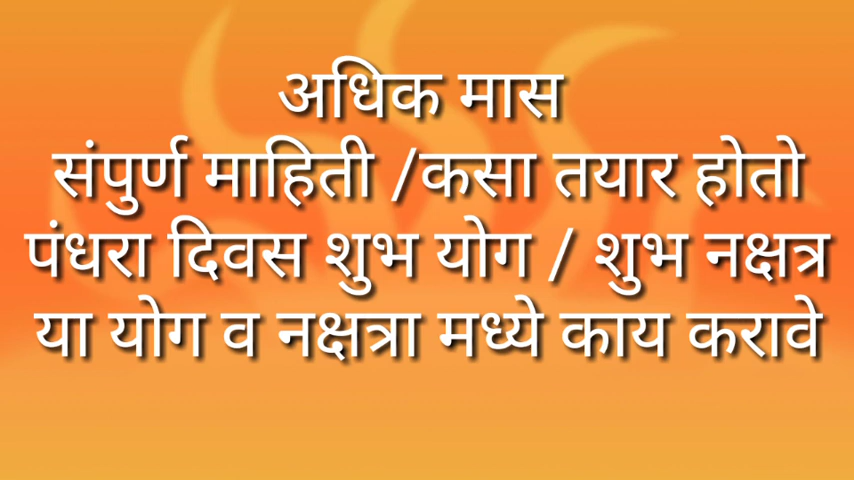 अधिक मास
संपुर्ण माहिती /कसा तयार होतो
पंधरा दिवस शुभ योग / शुभ नक्षत्र
या योग व नक्षत्रा मध्ये काय करावे